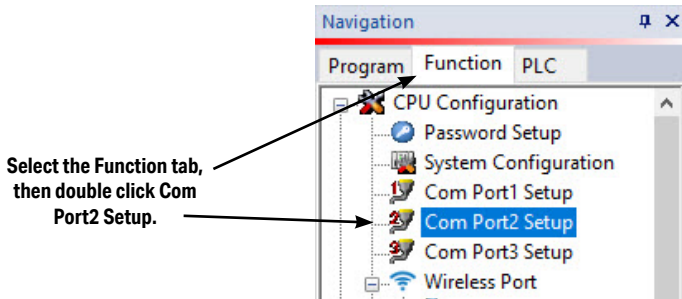 Navigation
Program Function PLC
CPU Configuration
Password Setup
System Configuration
Select the Function tab,
then double click Com
Port2 Setup.
Com Port1 Setup
Com Port2 Setup
Com Port3 Setup
Wireless Port